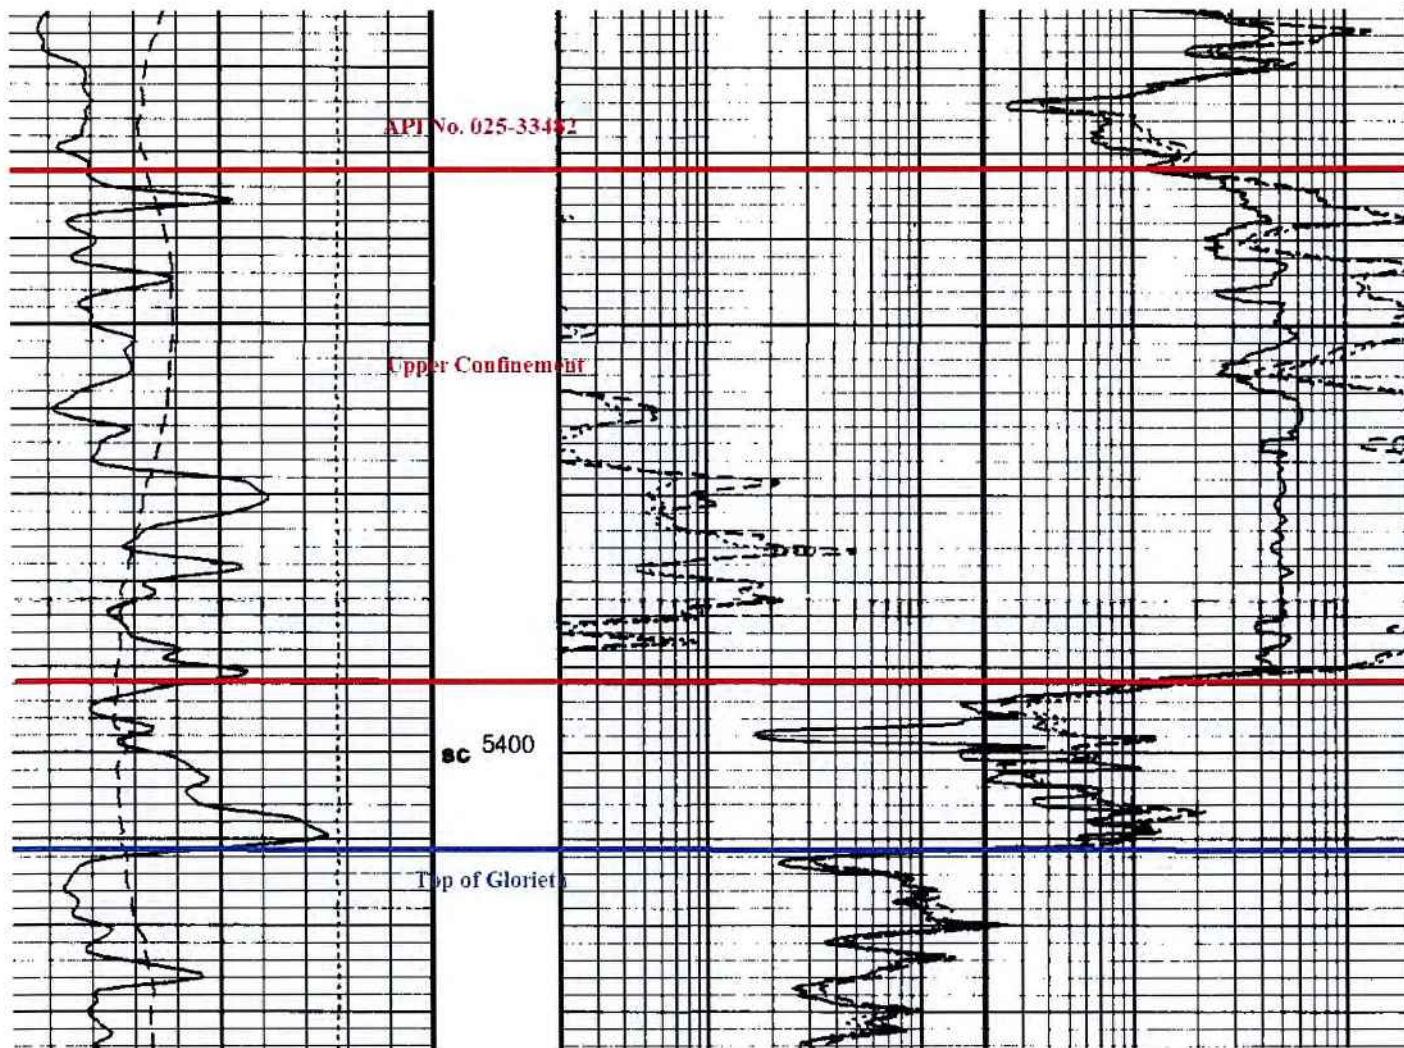 API No. 025-33482
Upper Confinement
sc 5400
Top of Glorieta